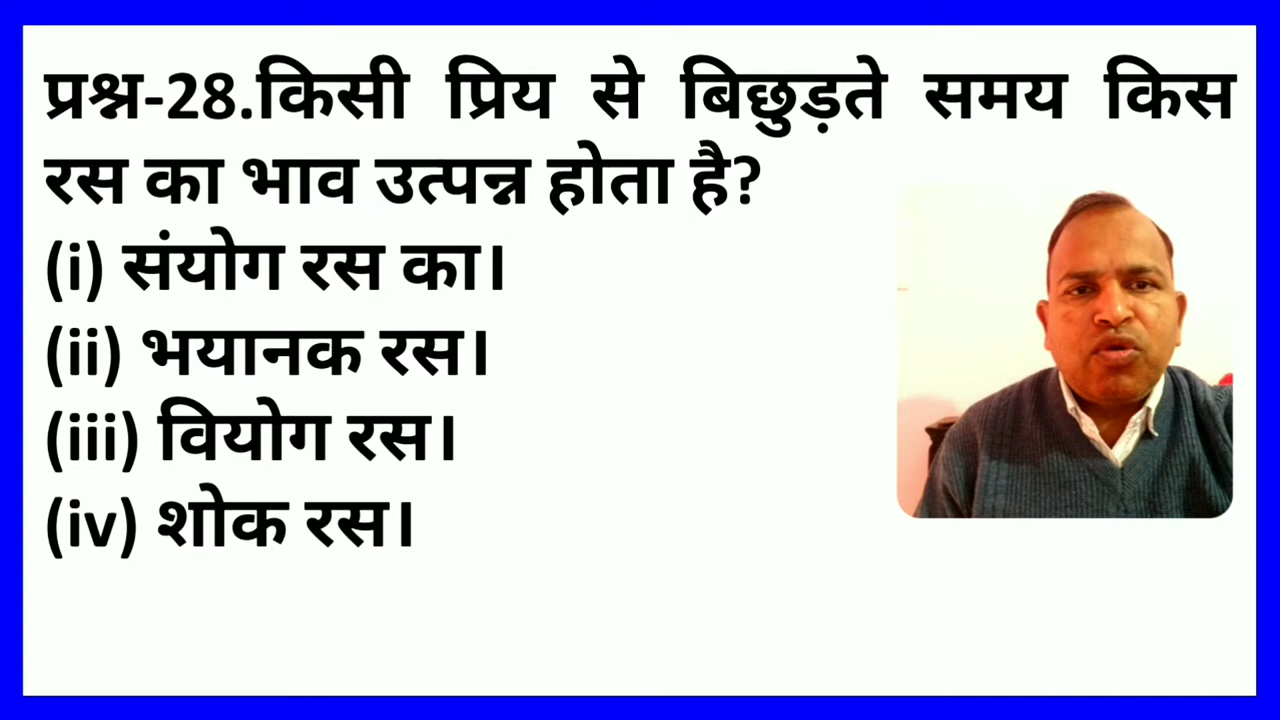 प्रश्न-28.किसी प्रिय से बिछुड़ते समय किस
रस का भाव उत्पन्न होता है?
(i) संयोग रस का।
(ii) भयानक रस।
(iii) वियोग रस।
(iv) शोक रस।